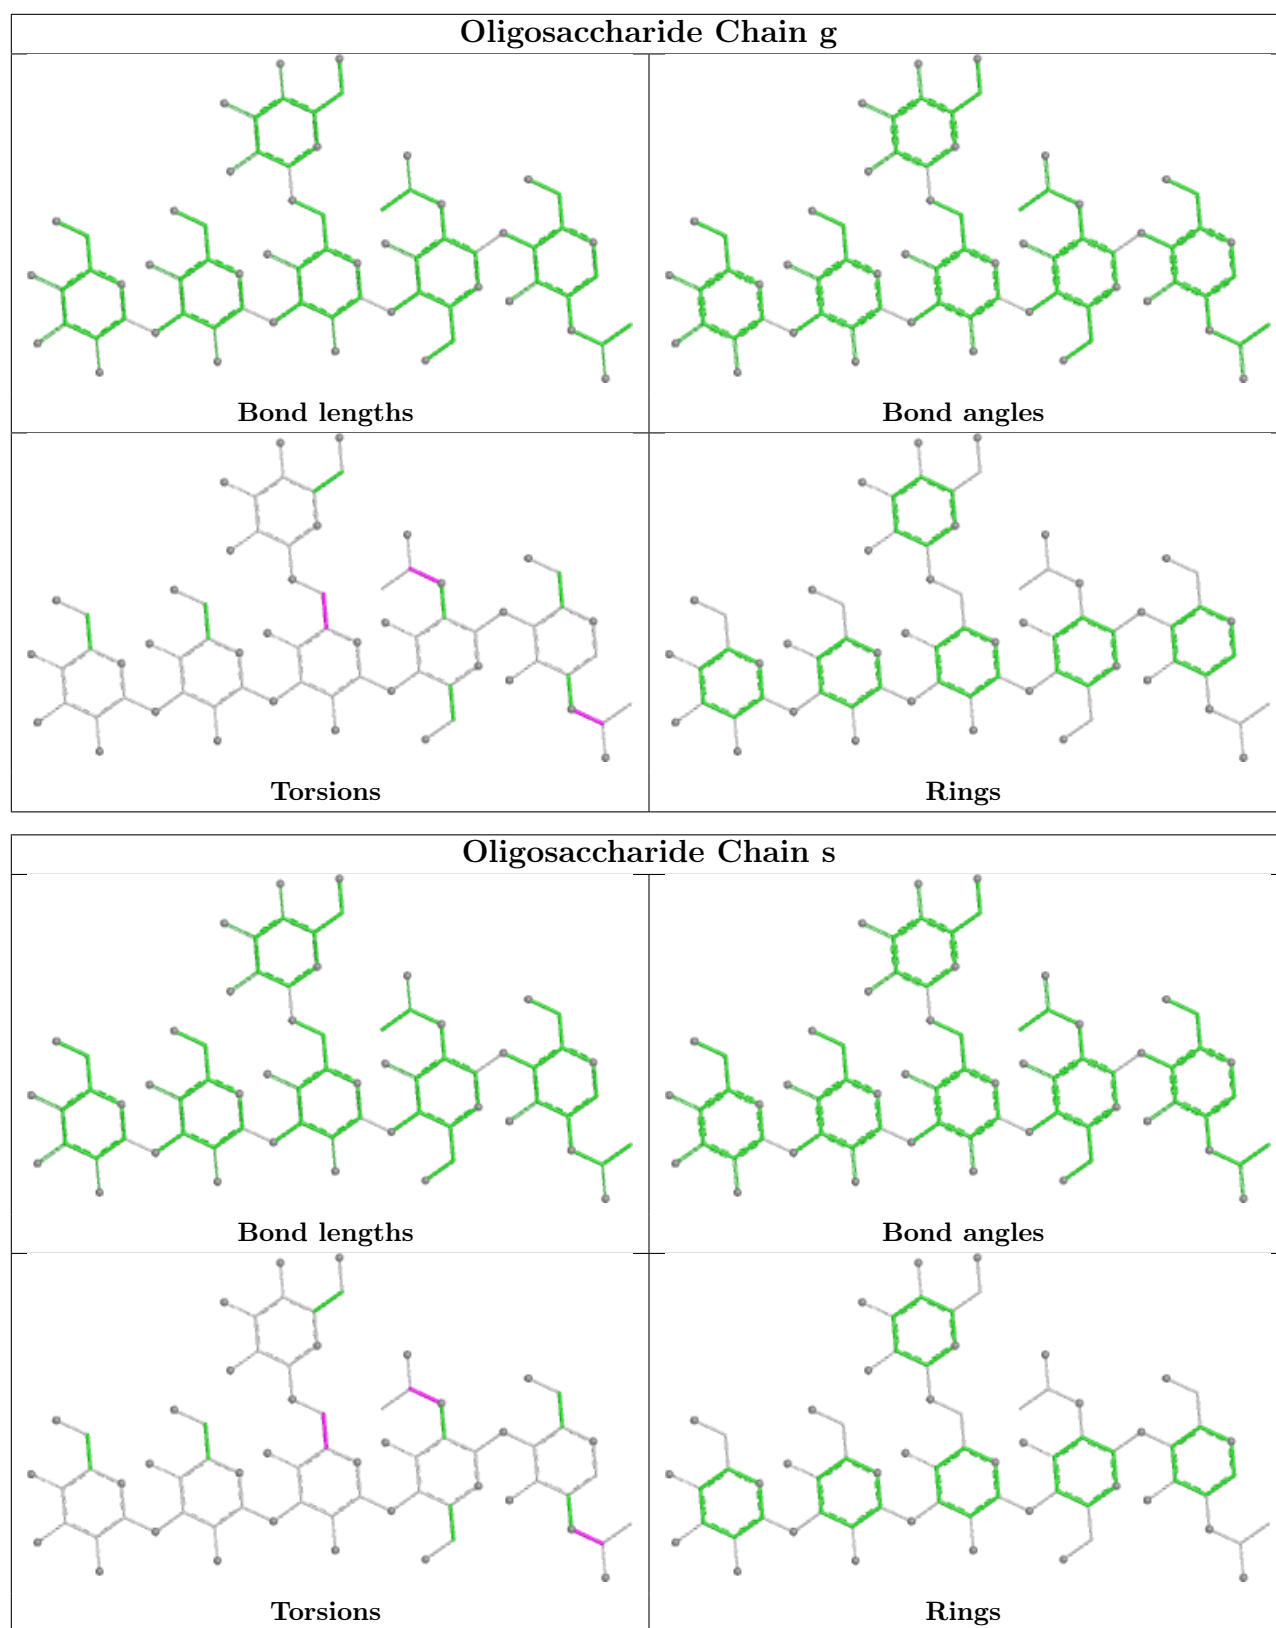 Oligosaccharide Chain g
Bond lengths
Bond angles
Torsions
Rings
Oligosaccharide Chain s
Bond lengths
Bond angles
Torsions
Rings